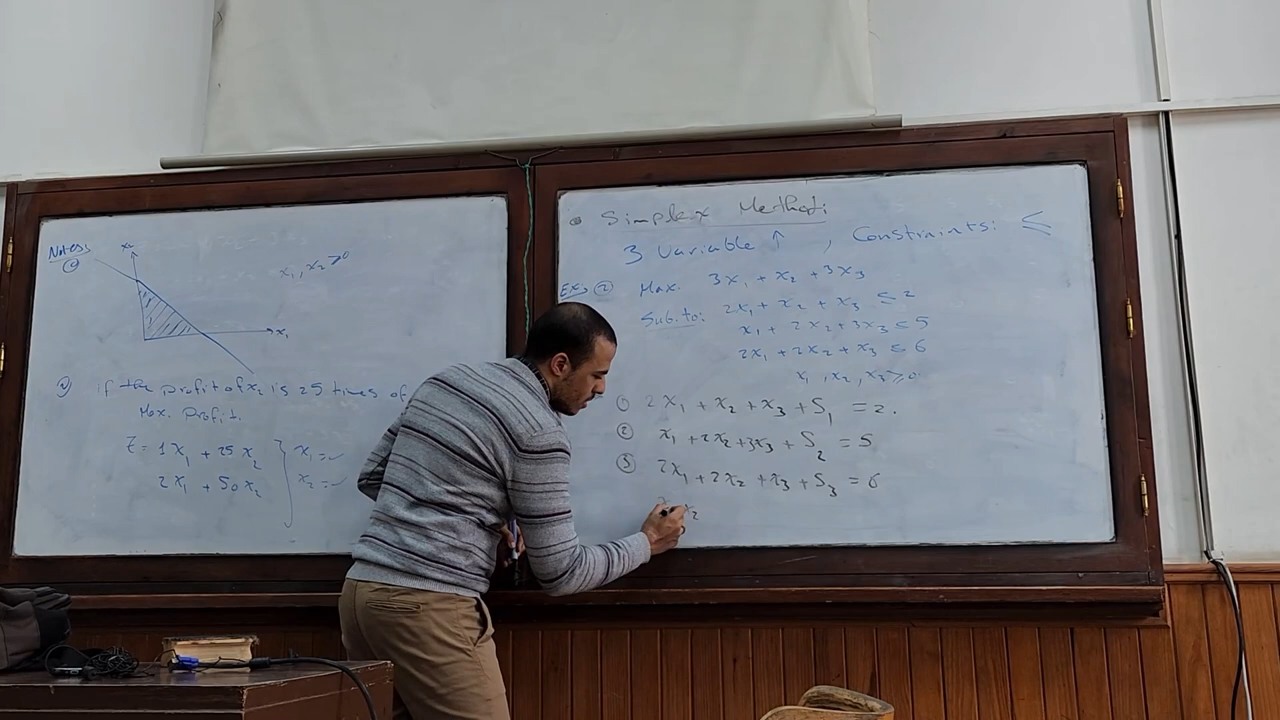 Notes:
①
x₂
x₁
x₁, x₂ ≥ 0
② if the profit of x₂ is 25 times of
Max. Profit.
Z = 1x₁ + 25x₂
2x₁ + 50x₂
x₁ = ✓
x₂ = ✓
• Simplex Method:
3 Variable ↑ , Constraints: ≤
Ex: ② Max. 3x₁ + x₂ + 3x₃
Sub. to: 2x₁ + x₂ + x₃ ≤ 2
x₁ + 2x₂ + 3x₃ ≤ 5
2x₁ + 2x₂ + x₃ ≤ 6
x₁, x₂, x₃ ≥ 0
① 2x₁ + x₂ + x₃ + S₁ = 2.
② x₁ + 2x₂ + 3x₃ + S₂ = 5
③ 2x₁ + 2x₂ + x₃ + S₃ = 6
x₂